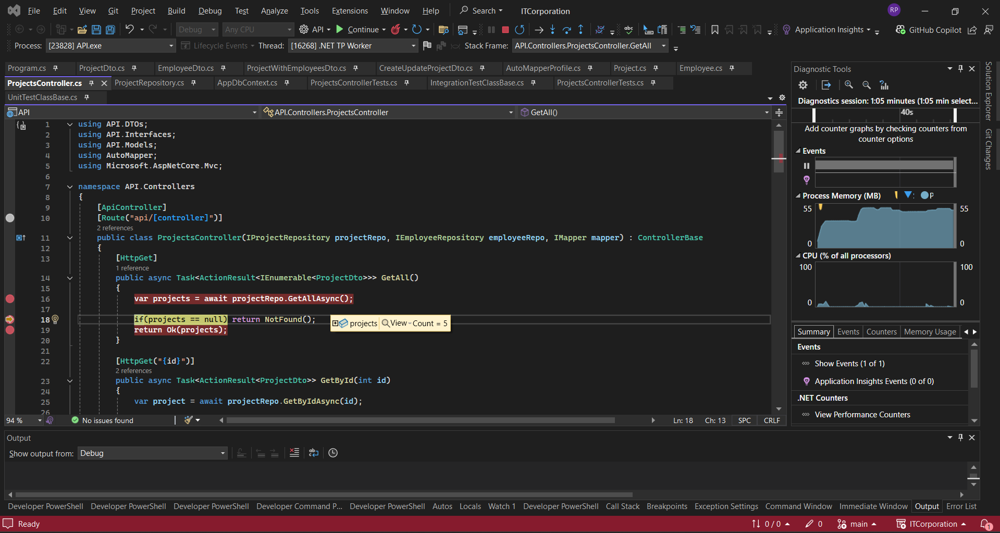 File Edit View Git Project Build Debug Test Analyze Tools Extensions Window Help Search ITCorporation RP
Debug Any CPU API Continue Application Insights GitHub Copilot
Process: [23828] API.exe Lifecycle Events Thread: [16268] .NET TP Worker Stack Frame: API.Controllers.ProjectsController.GetAll
Program.cs ProjectDto.cs EmployeeDto.cs ProjectWithEmployeesDto.cs CreateUpdateProjectDto.cs AutoMapperProfile.cs Project.cs Employee.cs
ProjectsController.cs ProjectRepository.cs AppDbContext.cs ProjectsControllerTests.cs IntegrationTestClassBase.cs ProjectsControllerTests.cs
UnitTestClassBase.cs
API API.Controllers.ProjectsController GetAll()
1 using API.DTOs;
2 using API.Interfaces;
3 using API.Models;
4 using AutoMapper;
5 using Microsoft.AspNetCore.Mvc;
6
7 namespace API.Controllers
8 {
9 [ApiController]
10 [Route("api/[controller]")]
2 references
11 public class ProjectsController(IProjectRepository projectRepo, IEmployeeRepository employeeRepo, IMapper mapper) : ControllerBase
12 {
13 [HttpGet]
1 reference
14 public async Task<ActionResult<IEnumerable<ProjectDto>>> GetAll()
15 {
16 var projects = await projectRepo.GetAllAsync();
17
18 if(projects == null) return NotFound();
projects View Count = 5
19 return Ok(projects);
20 }
21
22 [HttpGet("{id}")]
2 references
23 public async Task<ActionResult<ProjectDto>> GetById(int id)
24 {
25 var project = await projectRepo.GetByIdAsync(id);
26
94 % No issues found Ln: 18 Ch: 13 SPC CRLF
Diagnostic Tools
Diagnostics session: 1:05 minutes (1:05 min select...
40s
Add counter graphs by checking counters from
counter options
Events
Process Memory (MB) P
55 55
0 0
CPU (% of all processors)
100 100
0 0
Summary Events Counters Memory Usage
Events
Show Events (1 of 1)
Application Insights Events (0 of 0)
.NET Counters
View Performance Counters
Solution Explorer
Git Changes
Output
Show output from: Debug
Developer PowerShell Developer PowerShell Developer PowerShell Developer Command P... Developer PowerShell Autos Locals Watch 1 Developer PowerShell Call Stack Breakpoints Exception Settings Command Window Immediate Window Output Error List
Ready 0 / 0 0 main ITCorporation 1